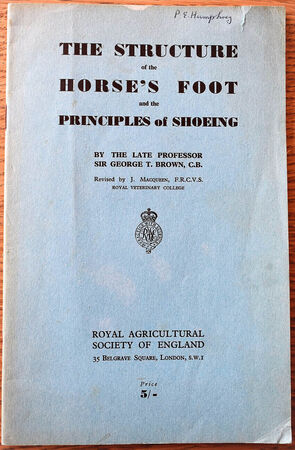 P. E. Humphrey
THE STRUCTURE
of the
HORSE'S FOOT
and the
PRINCIPLES of SHOEING
BY THE LATE PROFESSOR
SIR GEORGE T. BROWN, C.B.
Revised by J. MACQUEEN, F.R.C.V.S.
ROYAL VETERINARY COLLEGE
ROYAL AGRICULTURAL
SOCIETY OF ENGLAND
35 BELGRAVE SQUARE, LONDON, S.W.1
Price
5/-